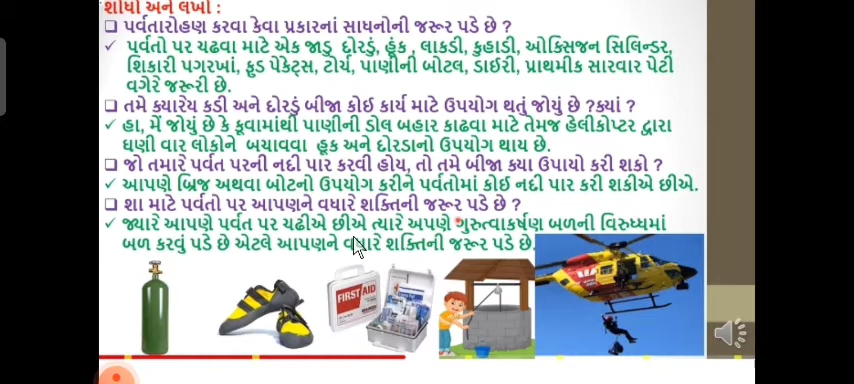 શોધો અને લખો :
પર્વતારોહણ કરવા કેવા પ્રકારનાં સાધનોની જરૂર પડે છે ?
પર્વતો પર ચઢવા માટે એક જાડુ દોરડું, હૂંક , લાકડી, કુહાડી, ઓક્સિજન સિલિન્ડર,
શિકારી પગરખાં, ફૂડ પેકેટ્સ, ટોર્ચ, પાણીની બોટલ, ડાઈરી, પ્રાથમીક સારવાર પેટી
વગેરે જરૂરી છે.
તમે ક્યારેય કડી અને દોરડું બીજા કોઈ કાર્ય માટે ઉપયોગ થતું જોયું છે ?ક્યાં ?
હા, મેં જોયું છે કે કૂવામાંથી પાણીની ડોલ બહાર કાઢવા માટે તેમજ હેલીકોપ્ટર દ્વારા
ઘણી વાર લોકોને બચાવવા હૂક અને દોરડાનો ઉપયોગ થાય છે.
જો તમારે પર્વત પરની નદી પાર કરવી હોય, તો તમે બીજા ક્યા ઉપાયો કરી શકો ?
આપણે બ્રિજ અથવા બોટનો ઉપયોગ કરીને પર્વતોમાં કોઈ નદી પાર કરી શકીએ છીએ.
શા માટે પર્વતો પર આપણને વધારે શક્તિની જરૂર પડે છે ?
જ્યારે આપણે પર્વત પર ચઢીએ છીએ ત્યારે અપણે ગુરુત્વાકર્ષણ બળની વિરુધ્ધમાં
બળ કરવું પડે છે એટલે આપણને વધારે શક્તિની જરૂર પડે છે.
FIRST AID